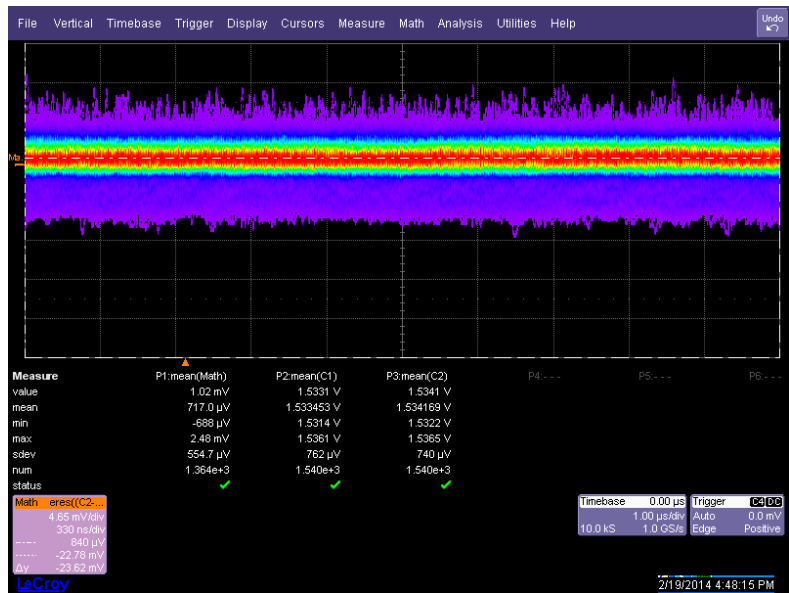 File Vertical Timebase Trigger Display Cursors Measure Math Analysis Utilities Help Undo
Ma
Measure P1:mean(Math) P2:mean(C1) P3:mean(C2) P4:- - - P5:- - - P6:- - -
value 1.02 mV 1.5331 V 1.5341 V
mean 717.0 µV 1.533453 V 1.534169 V
min -688 µV 1.5314 V 1.5322 V
max 2.48 mV 1.5361 V 1.5365 V
sdev 554.7 µV 762 µV 740 µV
num 1.364e+3 1.540e+3 1.540e+3
status
Math eres((C2-... Timebase 0.00 µs Trigger C4 DC
4.65 mV/div 1.00 µs/div Auto 0.0 mV
330 ns/div 10.0 kS 1.0 GS/s Edge Positive
840 µV
-22.78 mV
Δy -23.62 mV
LeCroy 2/19/2014 4:48:15 PM